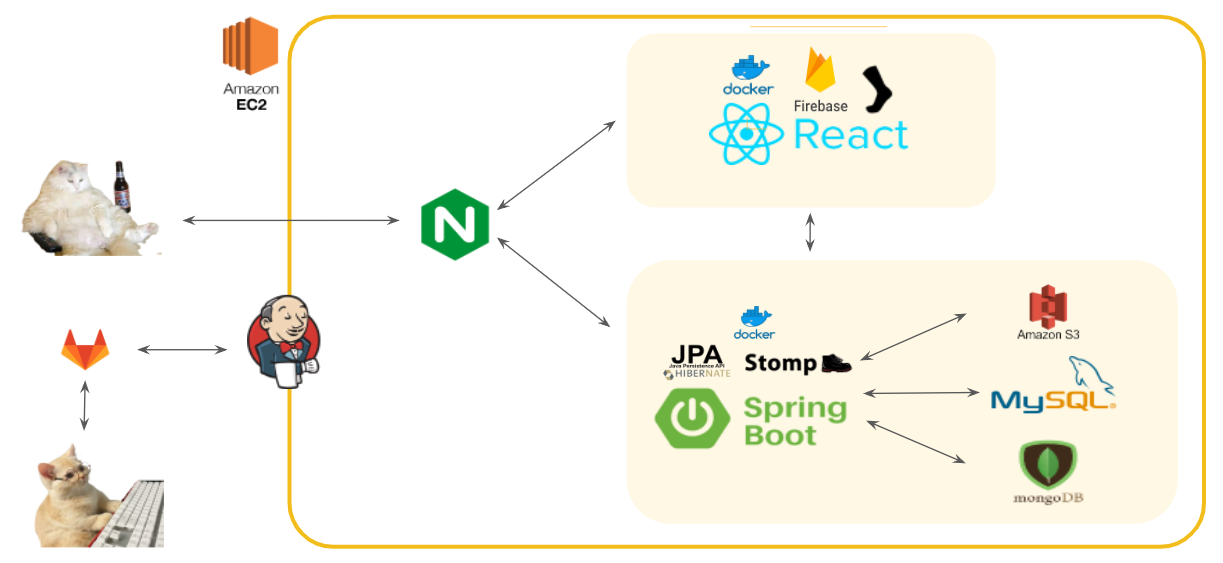 Amazon
EC2
docker
Firebase
React
N
docker
JPA
Java Persistence API
HIBERNATE
Stomp
Spring
Boot
Amazon S3
MySQL
mongoDB